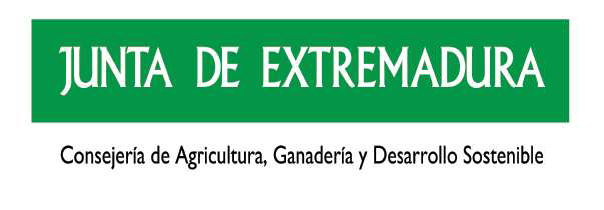 JUNTA DE EXTREMADURA
Consejería de Agricultura, Ganadería y Desarrollo Sostenible